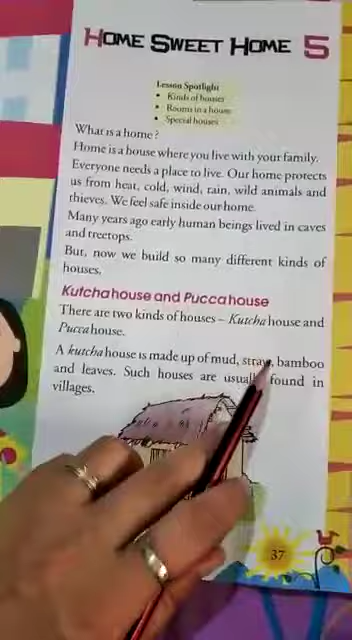 HOME SWEET HOME 5
Lesson Spotlight
• Kinds of houses
• Rooms in a house
• Special houses
What is a home?
Home is a house where you live with your family.
Everyone needs a place to live. Our home protects
us from heat, cold, wind, rain, wild animals and
thieves. We feel safe inside our home.
Many years ago early human beings lived in caves
and treetops.
But, now we build so many different kinds of
houses.
Kutcha house and Pucca house
There are two kinds of houses – Kutcha house and
Pucca house.
A kutcha house is made up of mud, straw, bamboo
and leaves. Such houses are usually found in
villages.
37